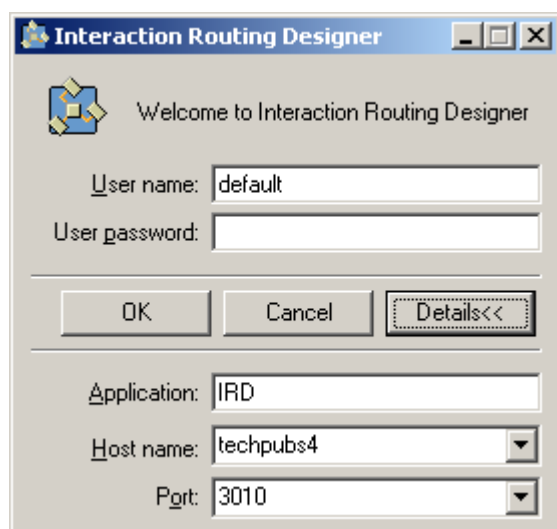 Interaction Routing Designer
Welcome to Interaction Routing Designer
User name: default
User password:
OK Cancel Details<<
Application: IRD
Host name: techpubs4
Port: 3010